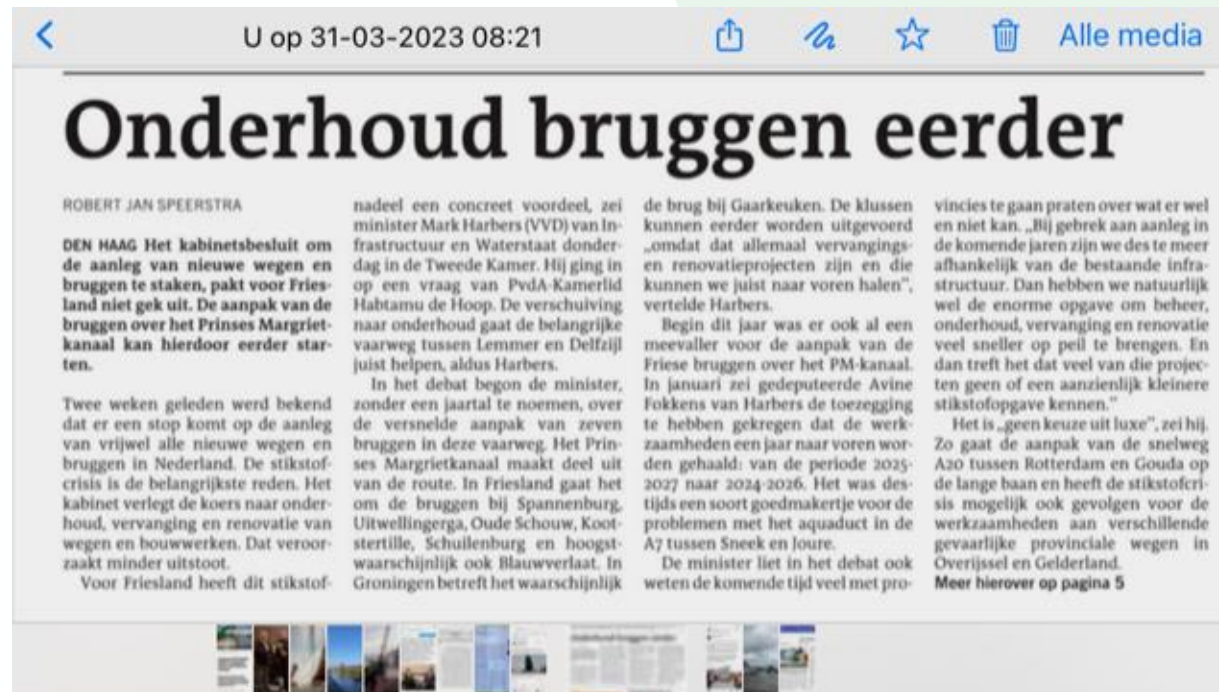 U op 31-03-2023 08:21
Alle media
Onderhoud bruggen eerder
ROBERT JAN SPEERSTRA
DEN HAAG Het kabinetsbesluit om
de aanleg van nieuwe wegen en
bruggen te staken, pakt voor Fries-
land niet gek uit. De aanpak van de
bruggen over het Prinses Margriet-
kanaal kan hierdoor eerder star-
ten.
Twee weken geleden werd bekend
dat er een stop komt op de aanleg
van vrijwel alle nieuwe wegen en
bruggen in Nederland. De stikstof-
crisis is de belangrijkste reden. Het
kabinet verlegt de koers naar onder-
houd, vervanging en renovatie van
wegen en bouwwerken. Dat veroor-
zaakt minder uitstoot.
Voor Friesland heeft dit stikstof-
nadeel een concreet voordeel, zei
minister Mark Harbers (VVD) van In-
frastructuur en Waterstaat donder-
dag in de Tweede Kamer. Hij ging in
op een vraag van PvdA-Kamerlid
Habtamu de Hoop. De verschuiving
naar onderhoud gaat de belangrijke
vaarweg tussen Lemmer en Delfzijl
juist helpen, aldus Harbers.
In het debat begon de minister,
zonder een jaartal te noemen, over
de versnelde aanpak van zeven
bruggen in deze vaarweg. Het Prin-
ses Margrietkanaal maakt deel uit
van de route. In Friesland gaat het
om de bruggen bij Spannenburg,
Uitwellingerga, Oude Schouw, Koot-
stertille, Schuilenburg en hoogst-
waarschijnlijk ook Blauwverlaat. In
Groningen betreft het waarschijnlijk
de brug bij Gaarkeuken. De klussen
kunnen eerder worden uitgevoerd
„omdat dat allemaal vervangings-
en renovatieprojecten zijn en die
kunnen we juist naar voren halen”,
vertelde Harbers.
Begin dit jaar was er ook al een
meevaller voor de aanpak van de
Friese bruggen over het PM-kanaal.
In januari zei gedeputeerde Avine
Fokkens van Harbers de toezegging
te hebben gekregen dat de werk-
zaamheden een jaar naar voren wor-
den gehaald: van de periode 2025-
2027 naar 2024-2026. Het was des-
tijds een soort goedmakertje voor de
problemen met het aquaduct in de
A7 tussen Sneek en Joure.
De minister liet in het debat ook
weten de komende tijd veel met pro-
vincies te gaan praten over wat er wel
en niet kan. „Bij gebrek aan aanleg in
de komende jaren zijn we des te meer
afhankelijk van de bestaande infra-
structuur. Dan hebben we natuurlijk
wel de enorme opgave om beheer,
onderhoud, vervanging en renovatie
veel sneller op peil te brengen. En
dan treft het dat veel van die projec-
ten geen of een aanzienlijk kleinere
stikstofopgave kennen.”
Het is „geen keuze uit luxe”, zei hij.
Zo gaat de aanpak van de snelweg
A20 tussen Rotterdam en Gouda op
de lange baan en heeft de stikstofcri-
sis mogelijk ook gevolgen voor de
werkzaamheden aan verschillende
gevaarlijke provinciale wegen in
Overijssel en Gelderland.
Meer hierover op pagina 5